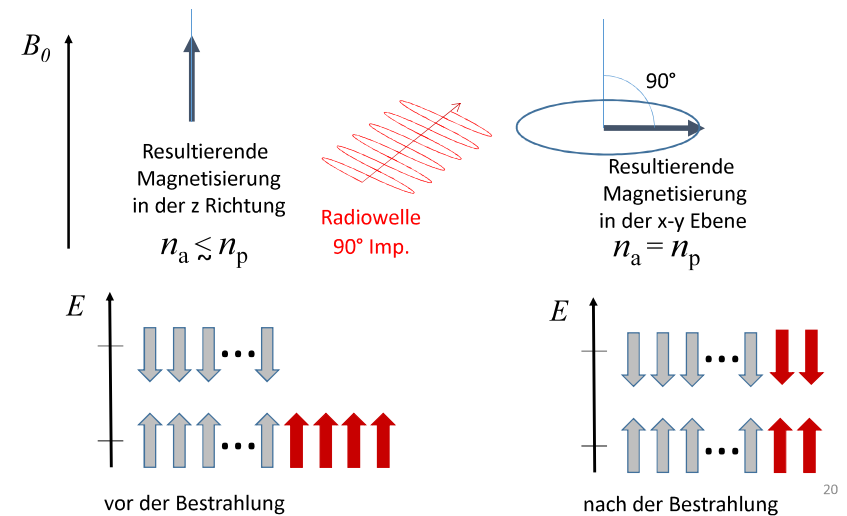 B₀
90°
Resultierende
Magnetisierung
in der z Richtung
nₐ ≲ nₚ
Radiowelle
90° Imp.
Resultierende
Magnetisierung
in der x-y Ebene
nₐ = nₚ
E
vor der Bestrahlung
E
nach der Bestrahlung
20